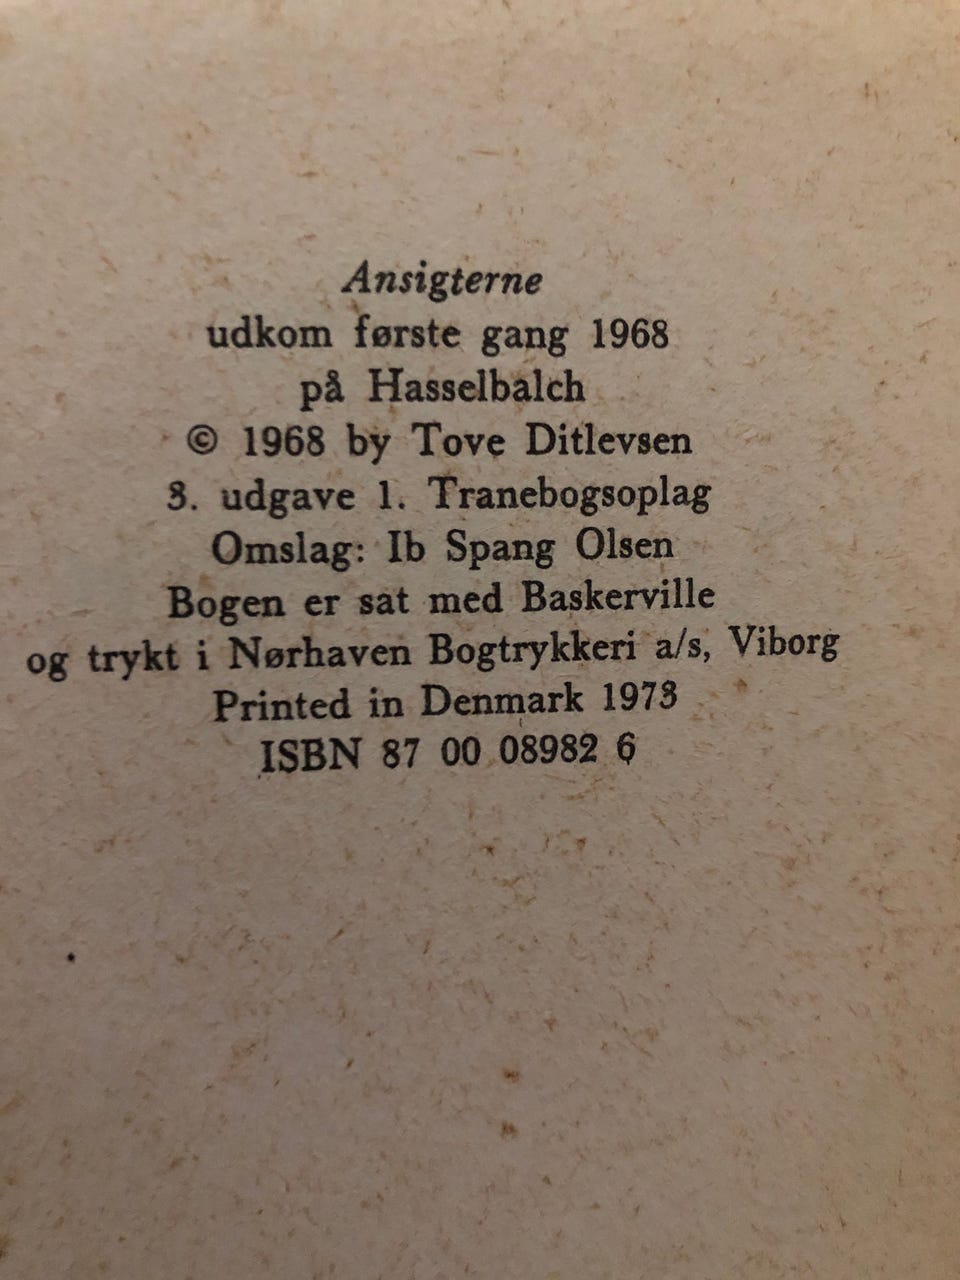 Ansigterne
udkom første gang 1968
på Hasselbalch
© 1968 by Tove Ditlevsen
3. udgave 1. Tranebogsoplag
Omslag: Ib Spang Olsen
Bogen er sat med Baskerville
og trykt i Nørhaven Bogtrykkeri a/s, Viborg
Printed in Denmark 1973
ISBN 87 00 08982 6